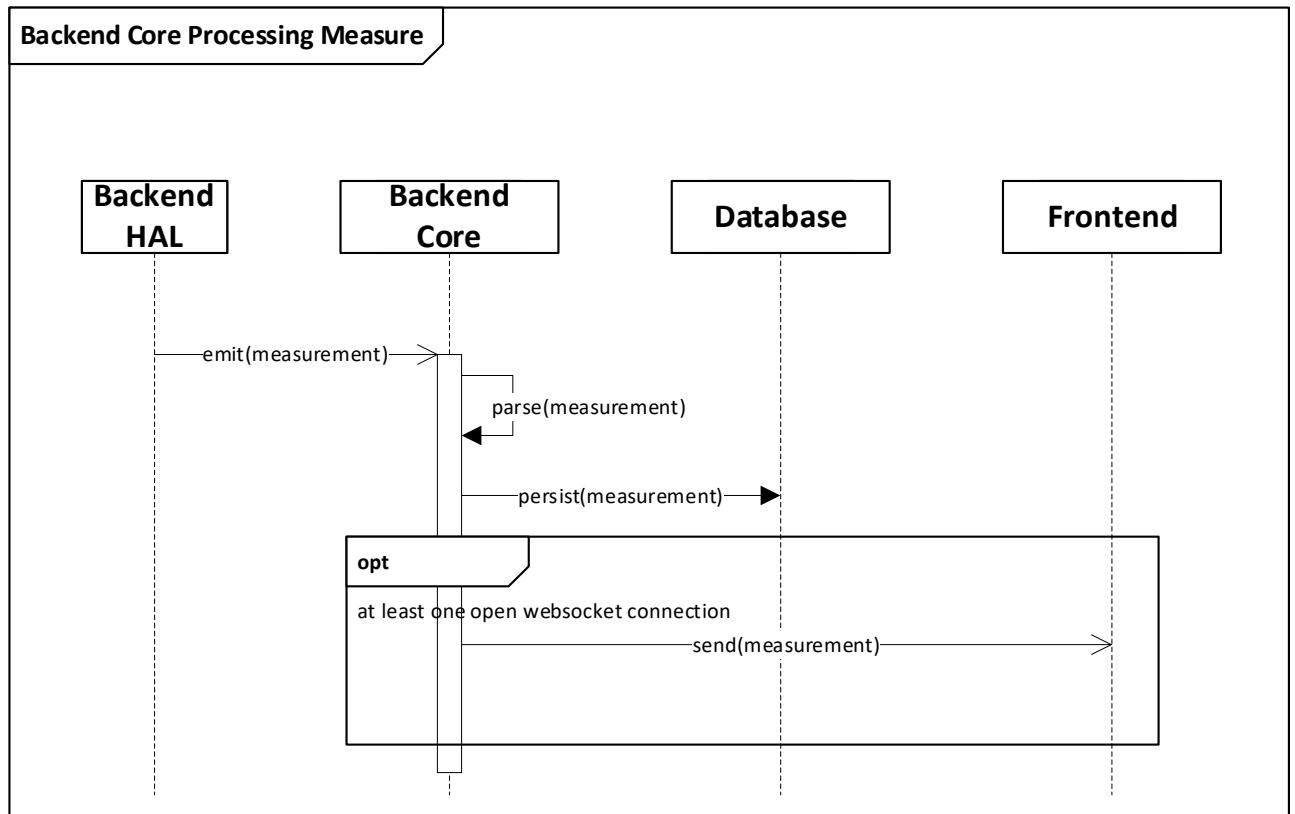 Backend Core Processing Measure
Backend
HAL
Backend
Core
Database
Frontend
emit(measurement)
parse(measurement)
persist(measurement)
opt
at least one open websocket connection
send(measurement)